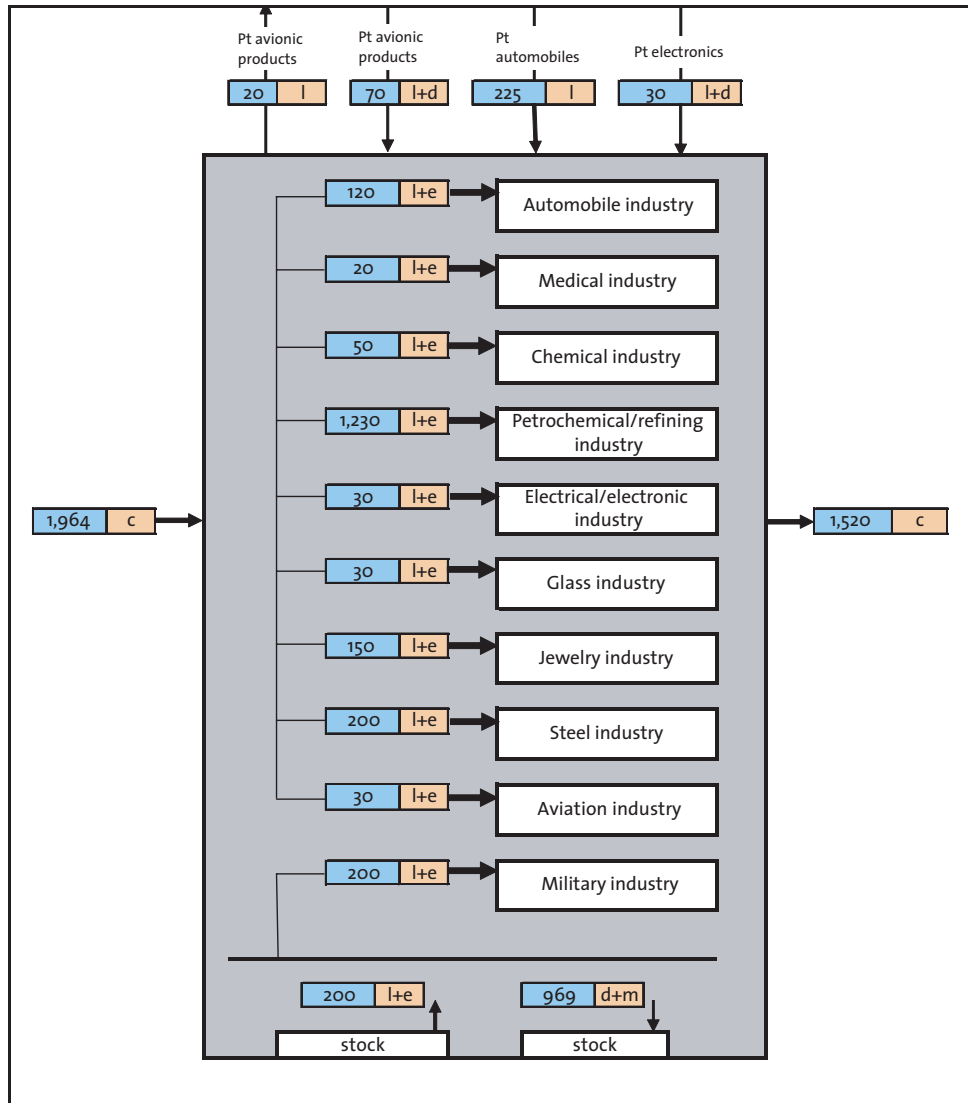 Pt avionic
products
Pt avionic
products
Pt
automobiles
Pt electronics
20 l
70 l+d
225 l
30 l+d
120 l+e
Automobile industry
20 l+e
Medical industry
50 l+e
Chemical industry
1,230 l+e
Petrochemical/refining
industry
30 l+e
Electrical/electronic
industry
1,964 c
1,520 c
30 l+e
Glass industry
150 l+e
Jewelry industry
200 l+e
Steel industry
30 l+e
Aviation industry
200 l+e
Military industry
200 l+e
969 d+m
stock
stock